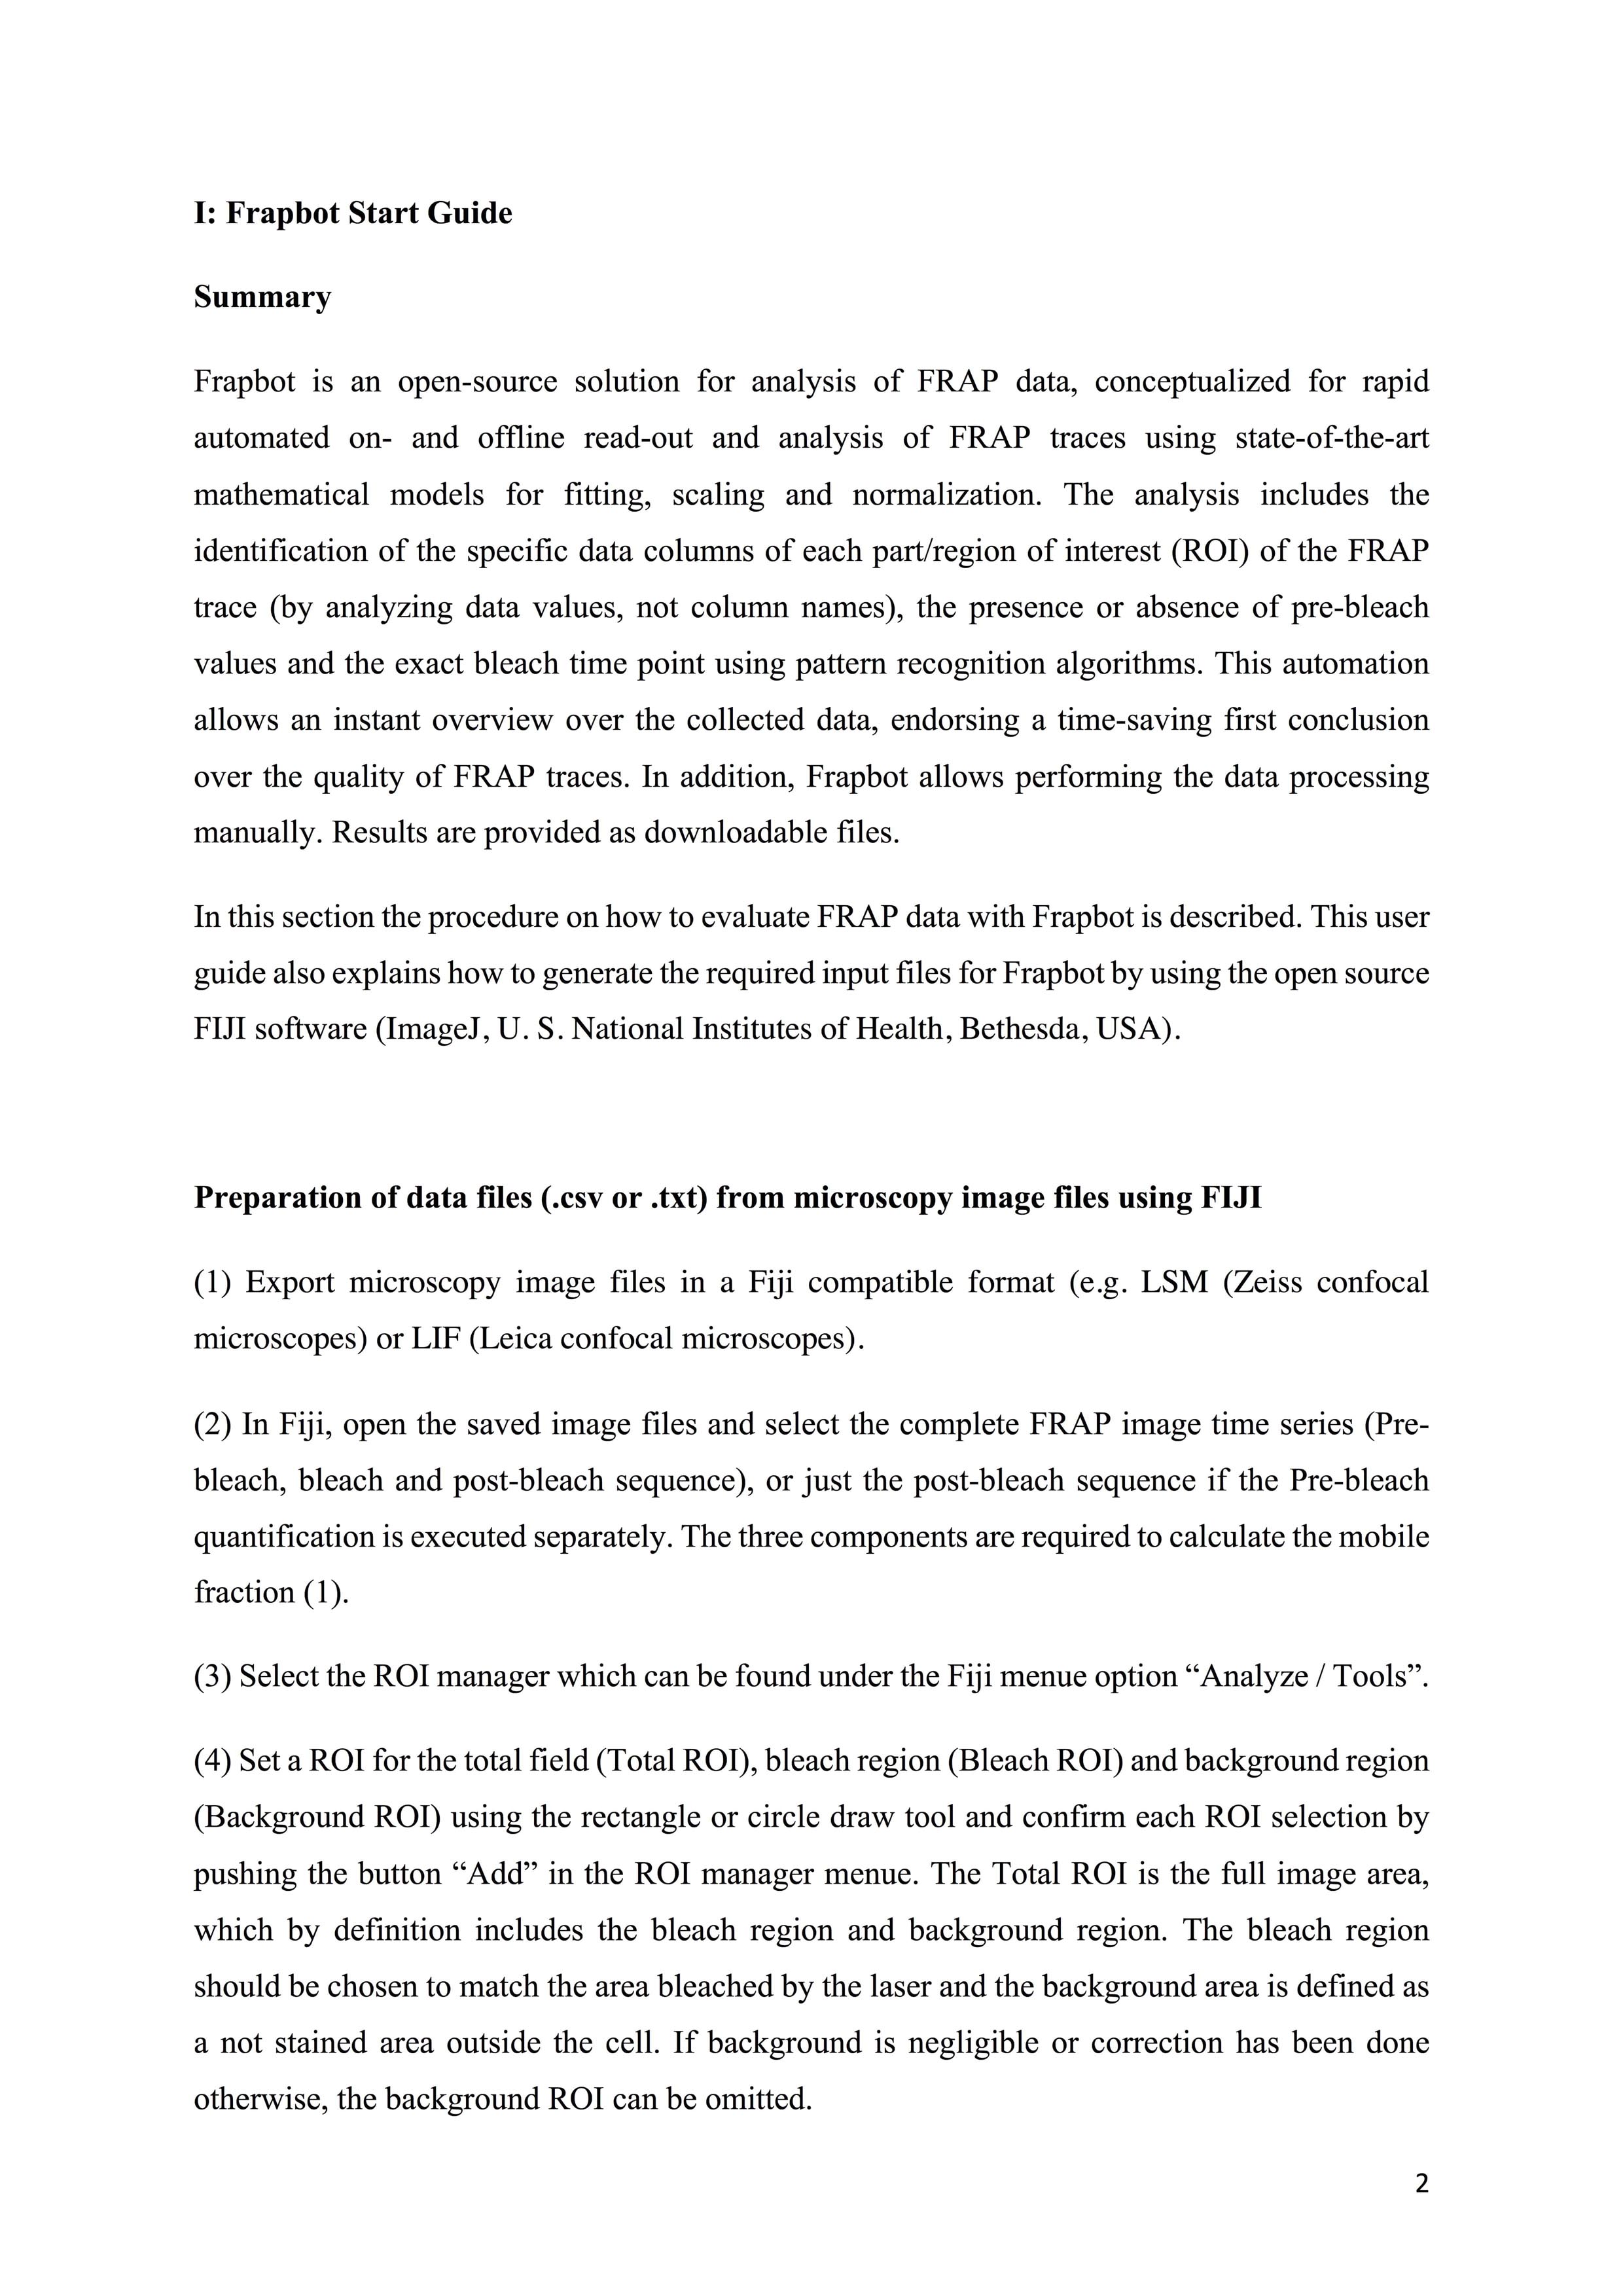 I: Frapbot Start Guide
Summary
Frapbot is an open-source solution for analysis of FRAP data, conceptualized for rapid
automated on- and offline read-out and analysis of FRAP traces using state-of-the-art
mathematical models for fitting, scaling and normalization. The analysis includes the
identification of the specific data columns of each part/region of interest (ROI) of the FRAP
trace (by analyzing data values, not column names), the presence or absence of pre-bleach
values and the exact bleach time point using pattern recognition algorithms. This automation
allows an instant overview over the collected data, endorsing a time-saving first conclusion
over the quality of FRAP traces. In addition, Frapbot allows performing the data processing
manually. Results are provided as downloadable files.
In this section the procedure on how to evaluate FRAP data with Frapbot is described. This user
guide also explains how to generate the required input files for Frapbot by using the open source
FIJI software (ImageJ, U. S. National Institutes of Health, Bethesda, USA).
Preparation of data files (.csv or .txt) from microscopy image files using FIJI
(1) Export microscopy image files in a Fiji compatible format (e.g. LSM (Zeiss confocal
microscopes) or LIF (Leica confocal microscopes).
(2) In Fiji, open the saved image files and select the complete FRAP image time series (Pre-
bleach, bleach and post-bleach sequence), or just the post-bleach sequence if the Pre-bleach
quantification is executed separately. The three components are required to calculate the mobile
fraction (1).
(3) Select the ROI manager which can be found under the Fiji menue option “Analyze / Tools”.
(4) Set a ROI for the total field (Total ROI), bleach region (Bleach ROI) and background region
(Background ROI) using the rectangle or circle draw tool and confirm each ROI selection by
pushing the button “Add” in the ROI manager menue. The Total ROI is the full image area,
which by definition includes the bleach region and background region. The bleach region
should be chosen to match the area bleached by the laser and the background area is defined as
a not stained area outside the cell. If background is negligible or correction has been done
otherwise, the background ROI can be omitted.
2